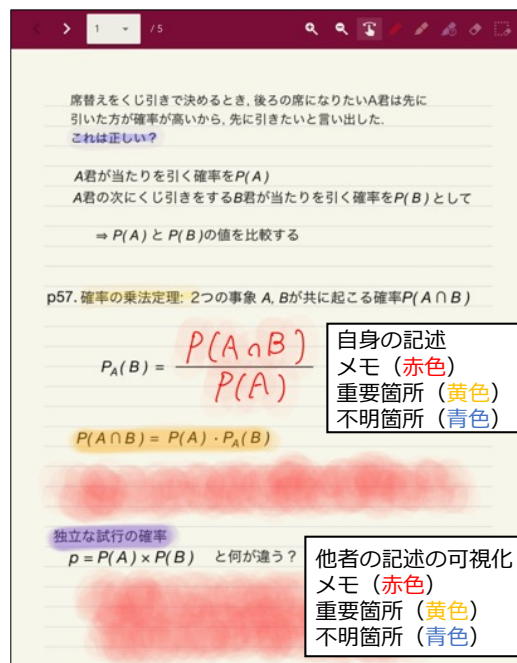 1
/ 5
席替えをくじ引きで決めるとき, 後ろの席になりたいA君は先に
引いた方が確率が高いから, 先に引きたいと言い出した.
これは正しい？
A君が当たりを引く確率をP(A)
A君の次にくじ引きをするB君が当たりを引く確率をP(B)として
⇒ P(A) と P(B)の値を比較する
p57. 確率の乗法定理: 2つの事象 A, Bが共に起こる確率P(A∩B)
P_A(B) = P(A∩B) / P(A)
P(A∩B) = P(A)・P_A(B)
自身の記述
メモ（赤色）
重要箇所（黄色）
不明箇所（青色）
独立な試行の確率
p = P(A) × P(B) と何が違う？
他者の記述の可視化
メモ（赤色）
重要箇所（黄色）
不明箇所（青色）